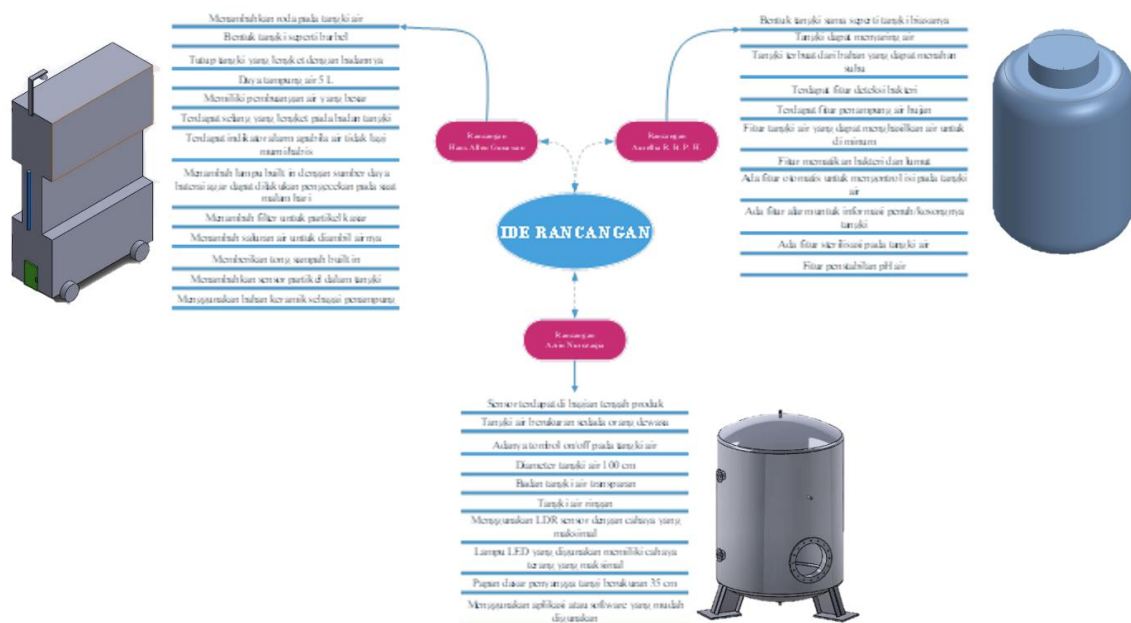 Menambahkan roda pada tangki air
Bentuk tangki seperti barbel
Tutup tangki yang lengket dengan badannya
Daya tampung air 5 L
Memiliki pembuangan air yang besar
Terdapat selang yang lengket pada badan tangki
Terdapat indikator alarm apabila air tidak lagi
murni/habis
Menambah lampu built in dengan sumber daya
baterai agar dapat dilakukan pengecekan pada saat
malam hari
Menambah filter untuk partikel kasar
Menambah saluran air untuk diambil airnya
Memberikan tong sampah built in
Menambahkan sensor partikel dalam tangki
Menggunakan bahan keramik sebagai penampung
Rancangan
Hans Allen
Bentuk tangki sama seperti tangki biasanya
Tangki dapat menyaring air
Tangki terbuat dari bahan yang dapat menahan
suhu
Terdapat fitur deteksi bakteri
Terdapat fitur penampung air hujan
Fitur tangki air yang dapat menghasilkan air untuk
di minum
Fitur mematikan bakteri dan lumut
Ada fitur otomatis untuk mengontrol isi pada tangki
air
Ada fitur alarm untuk informasi penuh/kosongnya
tangki
Ada fitur sterilisasi pada tangki air
Fitur penstabilan pH air
Rancangan
Aurellia R. B. P. H.
IDE RANCANGAN
Rancangan
Sensor terdapat di bagian tengah produk
Tangki air berukuran sedada orang dewasa
Adanya tombol on/off pada tangki air
Diameter tangki air 100 cm
Badan tangki air transparan
Tangki air ringan
Menggunakan LDR sensor dengan cahaya yang
maksimal
Lampu LED yang digunakan memiliki cahaya
terang yang maksimal
Papan dasar penyangga tangi berukuran 35 cm
Menggunakan aplikasi atau software yang mudah
digunakan